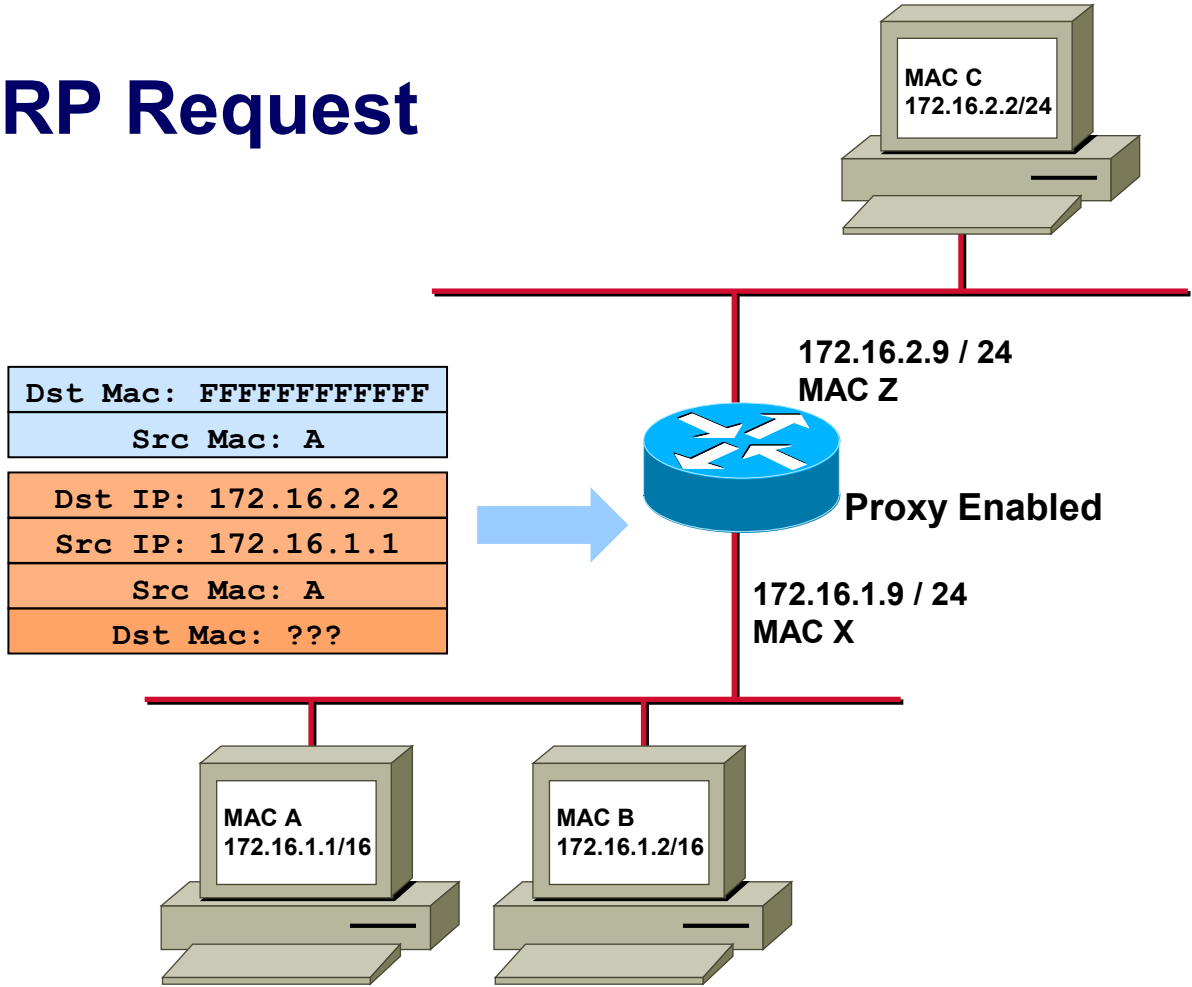 RP Request
MAC C
172.16.2.2/24
172.16.2.9 / 24
MAC Z
Dst Mac: FFFFFFFFFFFF
Src Mac: A
Dst IP: 172.16.2.2
Src IP: 172.16.1.1
Src Mac: A
Dst Mac: ???
Proxy Enabled
172.16.1.9 / 24
MAC X
MAC A
172.16.1.1/16
MAC B
172.16.1.2/16